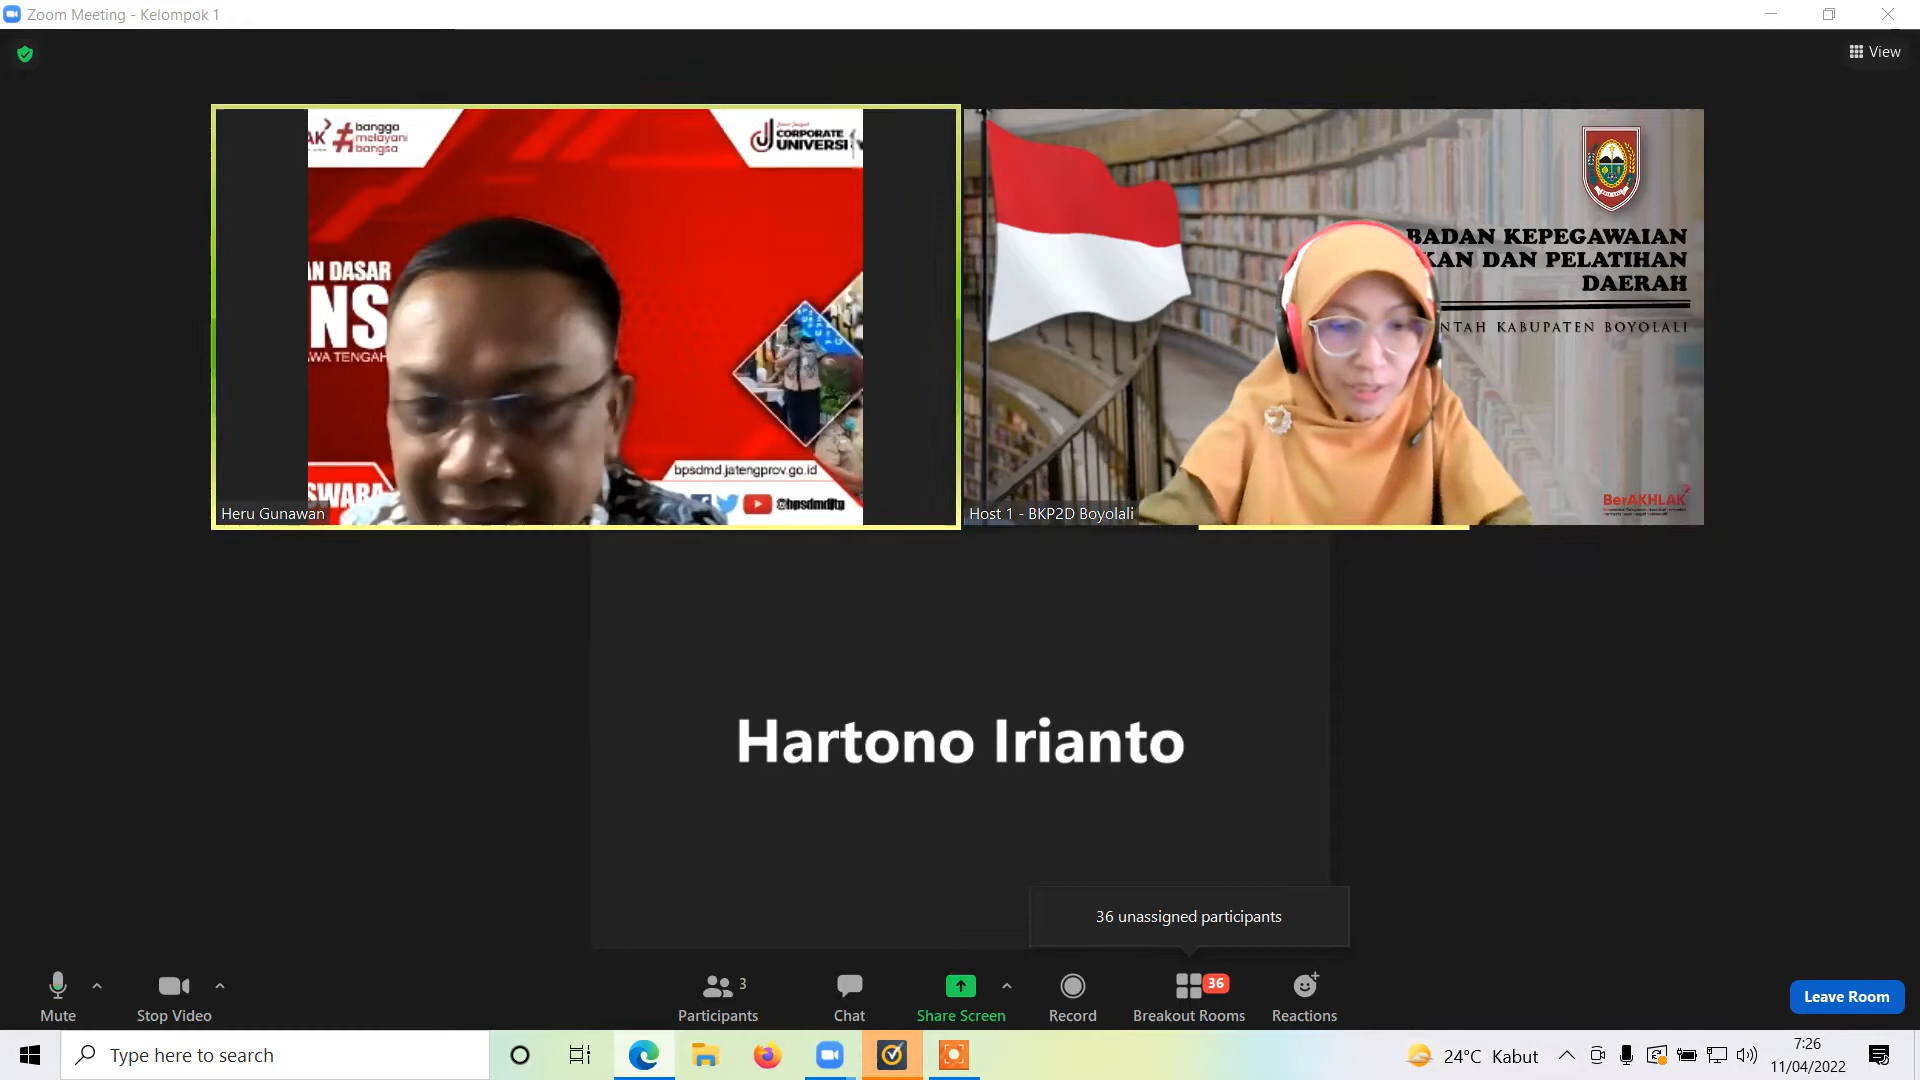 Zoom Meeting - Kelompok 1
View
AK
#bangga
melayani
bangsa
CORPORATE
UNIVERSI
AN DASAR
NS
WA TENGAH
bpsdmd.jatengprov.go.id
SWARA
@bpsdmdjtg
Heru Gunawan
BADAN KEPEGAWAIAN
KAN DAN PELATIHAN
DAERAH
NTAH KABUPATEN BOYOLALI
BerAKHLAK
Host 1 - BKP2D Boyolali
Hartono Irianto
36 unassigned participants
Mute
Stop Video
Participants
3
Chat
Share Screen
Record
Breakout Rooms
36
Reactions
Leave Room
Type here to search
24°C Kabut
7:26
11/04/2022